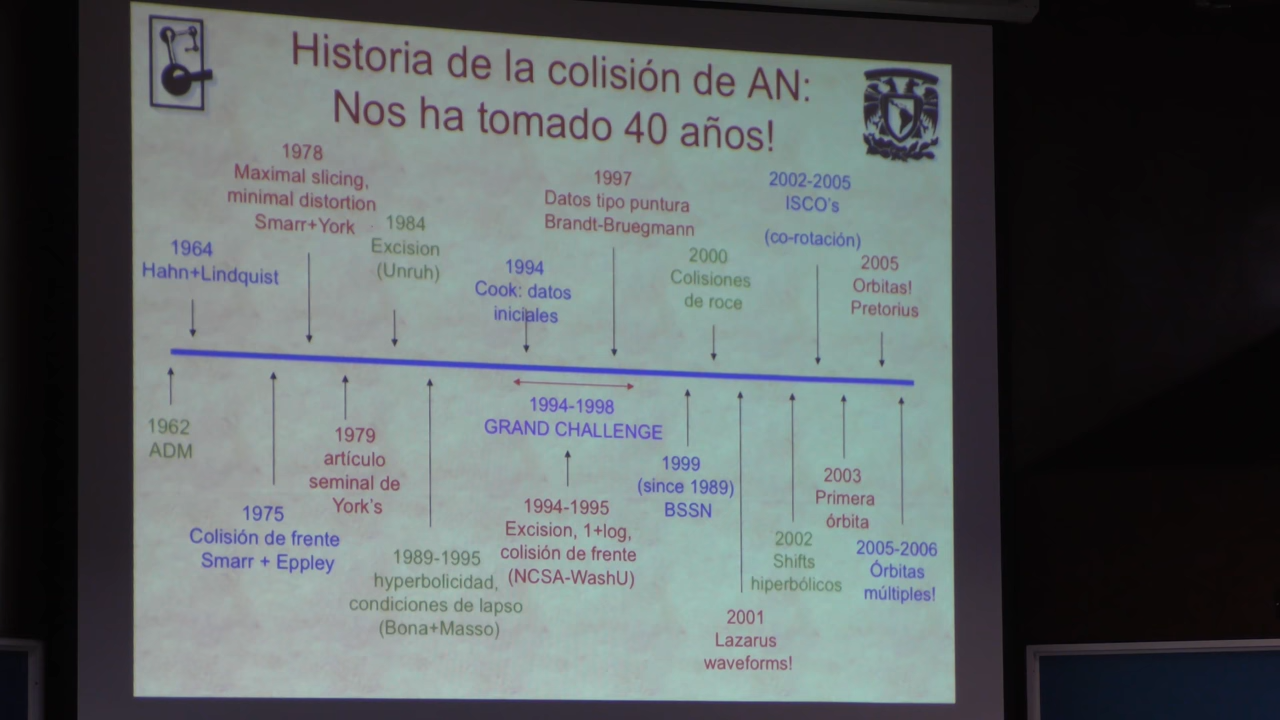 Historia de la colisión de AN:
Nos ha tomado 40 años!
1978
Maximal slicing,
minimal distortion
Smarr+York
1997
Datos tipo puntura
Brandt-Bruegmann
2002-2005
ISCO's
(co-rotación)
1984
Excision
(Unruh)
1964
Hahn+Lindquist
1994
Cook: datos
iniciales
2000
Colisiones
de roce
2005
Orbitas!
Pretorius
1962
ADM
1975
Colisión de frente
Smarr + Eppley
1979
artículo
seminal de
York's
1989-1995
hyperbolicidad,
condiciones de lapso
(Bona+Masso)
1994-1998
GRAND CHALLENGE
1994-1995
Excision, 1+log,
colisión de frente
(NCSA-WashU)
1999
(since 1989)
BSSN
2001
Lazarus
waveforms!
2002
Shifts
hiperbólicos
2003
Primera
órbita
2005-2006
Órbitas
múltiples!